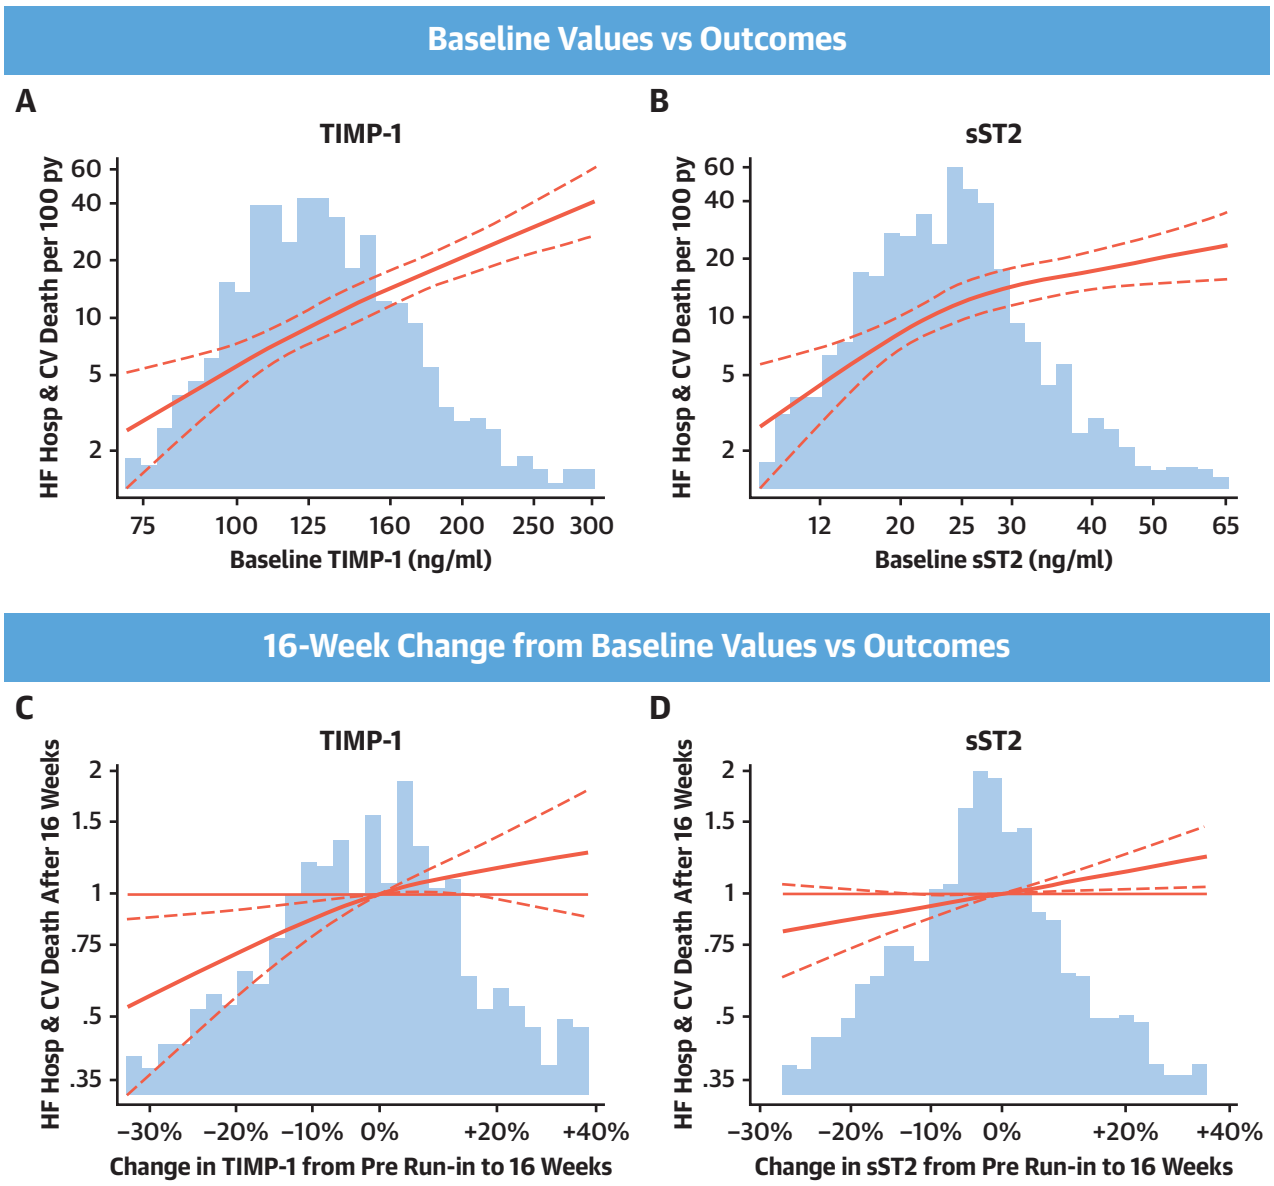 Baseline Values vs Outcomes
A
TIMP-1
HF Hosp & CV Death per 100 py
60
40
20
10
5
2
75 100 125 160 200 250 300
Baseline TIMP-1 (ng/ml)
B
sST2
HF Hosp & CV Death per 100 py
60
40
20
10
5
2
12 20 25 30 40 50 65
Baseline sST2 (ng/ml)
16-Week Change from Baseline Values vs Outcomes
C
TIMP-1
HF Hosp & CV Death After 16 Weeks
2
1.5
1
.75
.5
.35
−30% −20% −10% 0% +20% +40%
Change in TIMP-1 from Pre Run-in to 16 Weeks
D
sST2
HF Hosp & CV Death After 16 Weeks
2
1.5
1
.75
.5
.35
−30% −20% −10% 0% +20% +40%
Change in sST2 from Pre Run-in to 16 Weeks